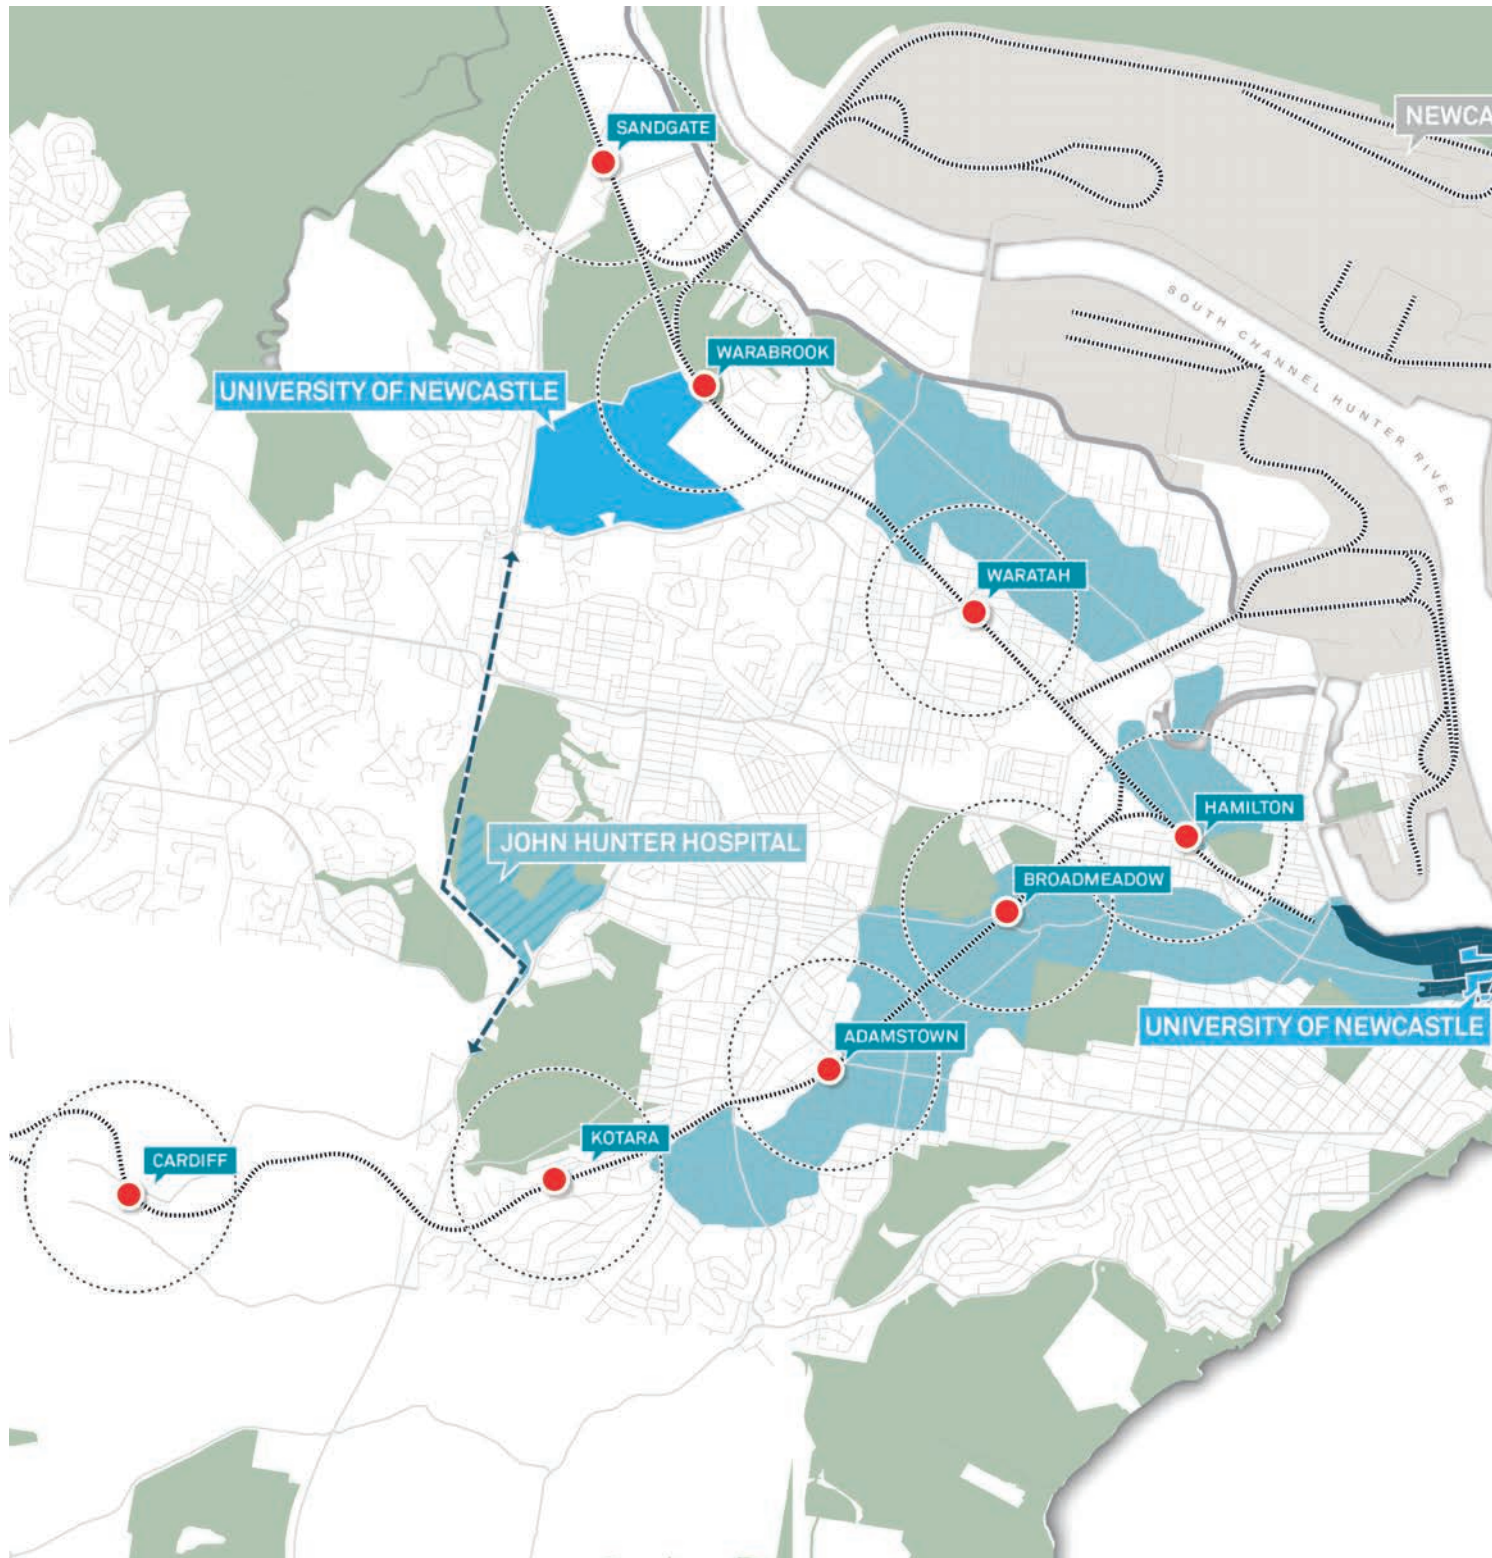 SANDGATE
NEWCA
SOUTH CHANNEL HUNTER RIVER
WARABROOK
UNIVERSITY OF NEWCASTLE
WARATAH
HAMILTON
JOHN HUNTER HOSPITAL
BROADMEADOW
UNIVERSITY OF NEWCASTLE
ADAMSTOWN
KOTARA
CARDIFF